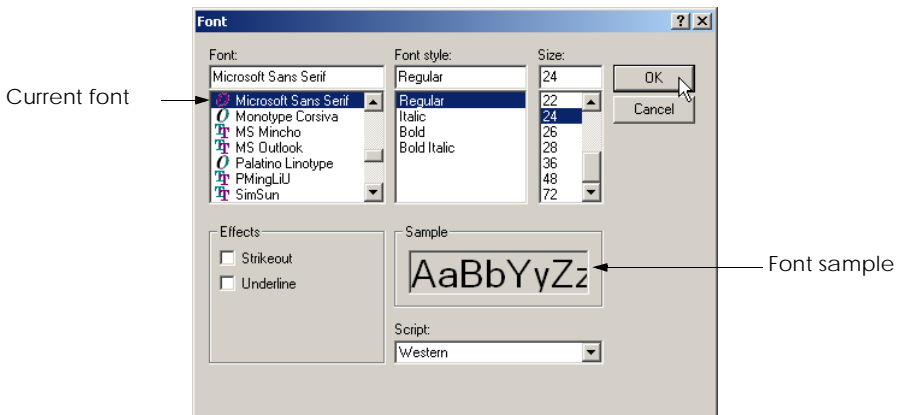 Font
Font: Font style: Size:
Microsoft Sans Serif Regular 24 OK
Current font Microsoft Sans Serif Regular 22 Cancel
Monotype Corsiva Italic 24
MS Mincho Bold 26
MS Outlook Bold Italic 28
Palatino Linotype 36
PMingLiU 48
SimSun 72
Effects Sample
Strikeout
AaBbYyZz Font sample
Underline
Script:
Western